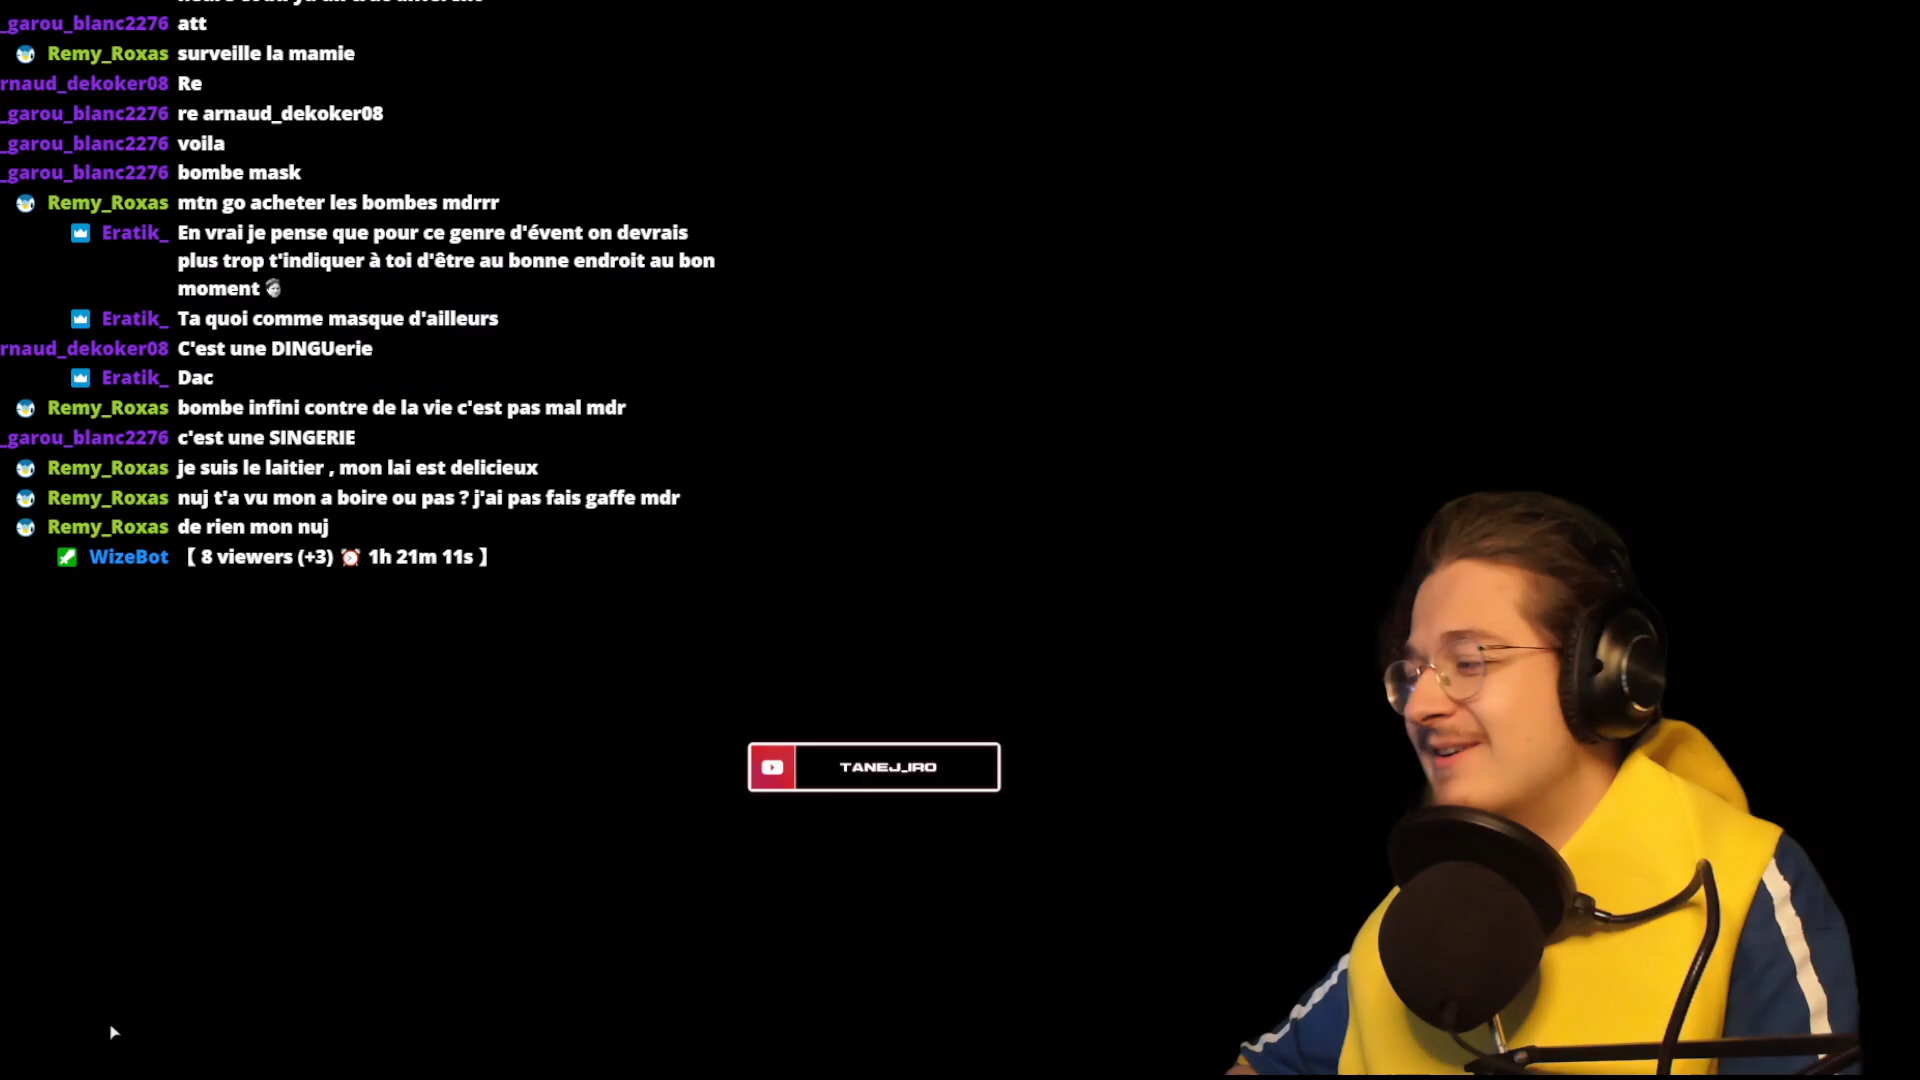 _garou_blanc2276 att
Remy_Roxas surveille la mamie
rnaud_dekoker08 Re
_garou_blanc2276 re arnaud_dekoker08
_garou_blanc2276 voila
_garou_blanc2276 bombe mask
Remy_Roxas mtn go acheter les bombes mdrrr
Eratik_ En vrai je pense que pour ce genre d'évent on devrais
plus trop t'indiquer à toi d'être au bonne endroit au bon
moment
Eratik_ Ta quoi comme masque d'ailleurs
rnaud_dekoker08 C'est une DINGUerie
Eratik_ Dac
Remy_Roxas bombe infini contre de la vie c'est pas mal mdr
_garou_blanc2276 c'est une SINGERIE
Remy_Roxas je suis le laitier , mon lai est delicieux
Remy_Roxas nuj t'a vu mon a boire ou pas ? j'ai pas fais gaffe mdr
Remy_Roxas de rien mon nuj
WizeBot 【 8 viewers (+3) ⏰ 1h 21m 11s 】
TANEJ_IRO